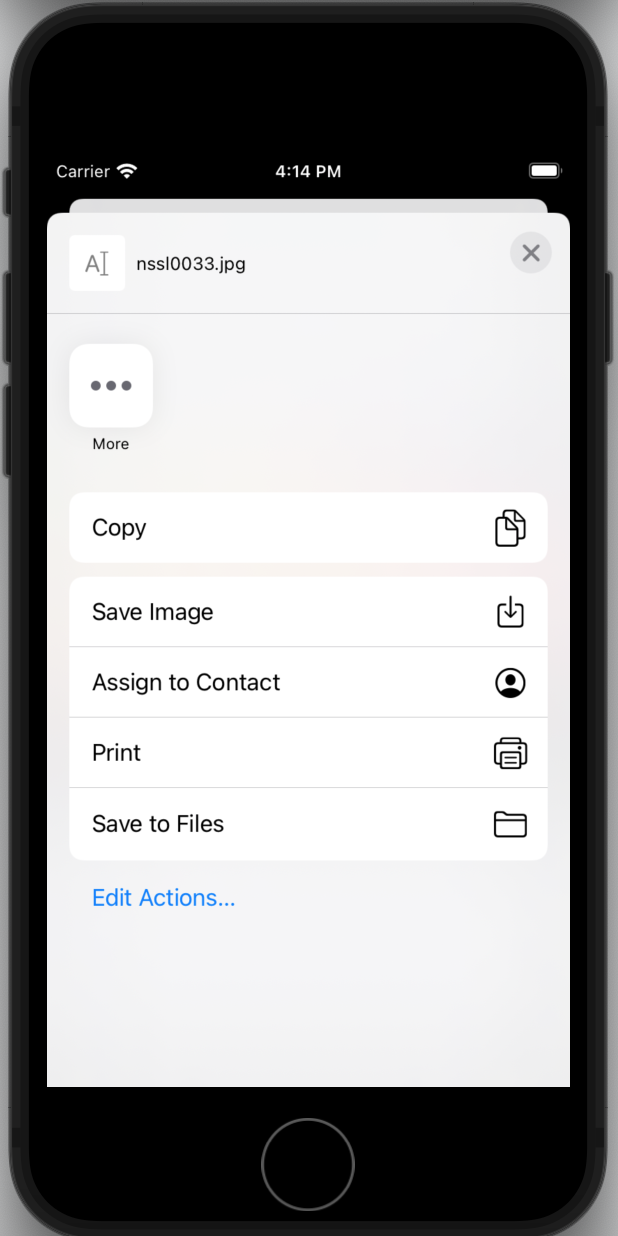 Carrier 4:14 PM
A
nssl0033.jpg
More
Copy
Save Image
Assign to Contact
Print
Save to Files
Edit Actions...